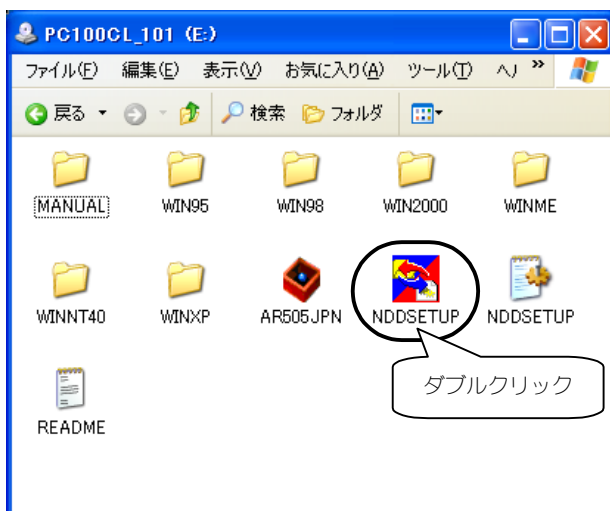 PC100CL_101 (E:)
ファイル(F) 編集(E) 表示(V) お気に入り(A) ツール(T) ヘ »
戻る 検索 フォルダ
MANUAL WIN95 WIN98 WIN2000 WINME
WINNT40 WINXP AR505JPN NDDSETUP NDDSETUP
ダブルクリック
README